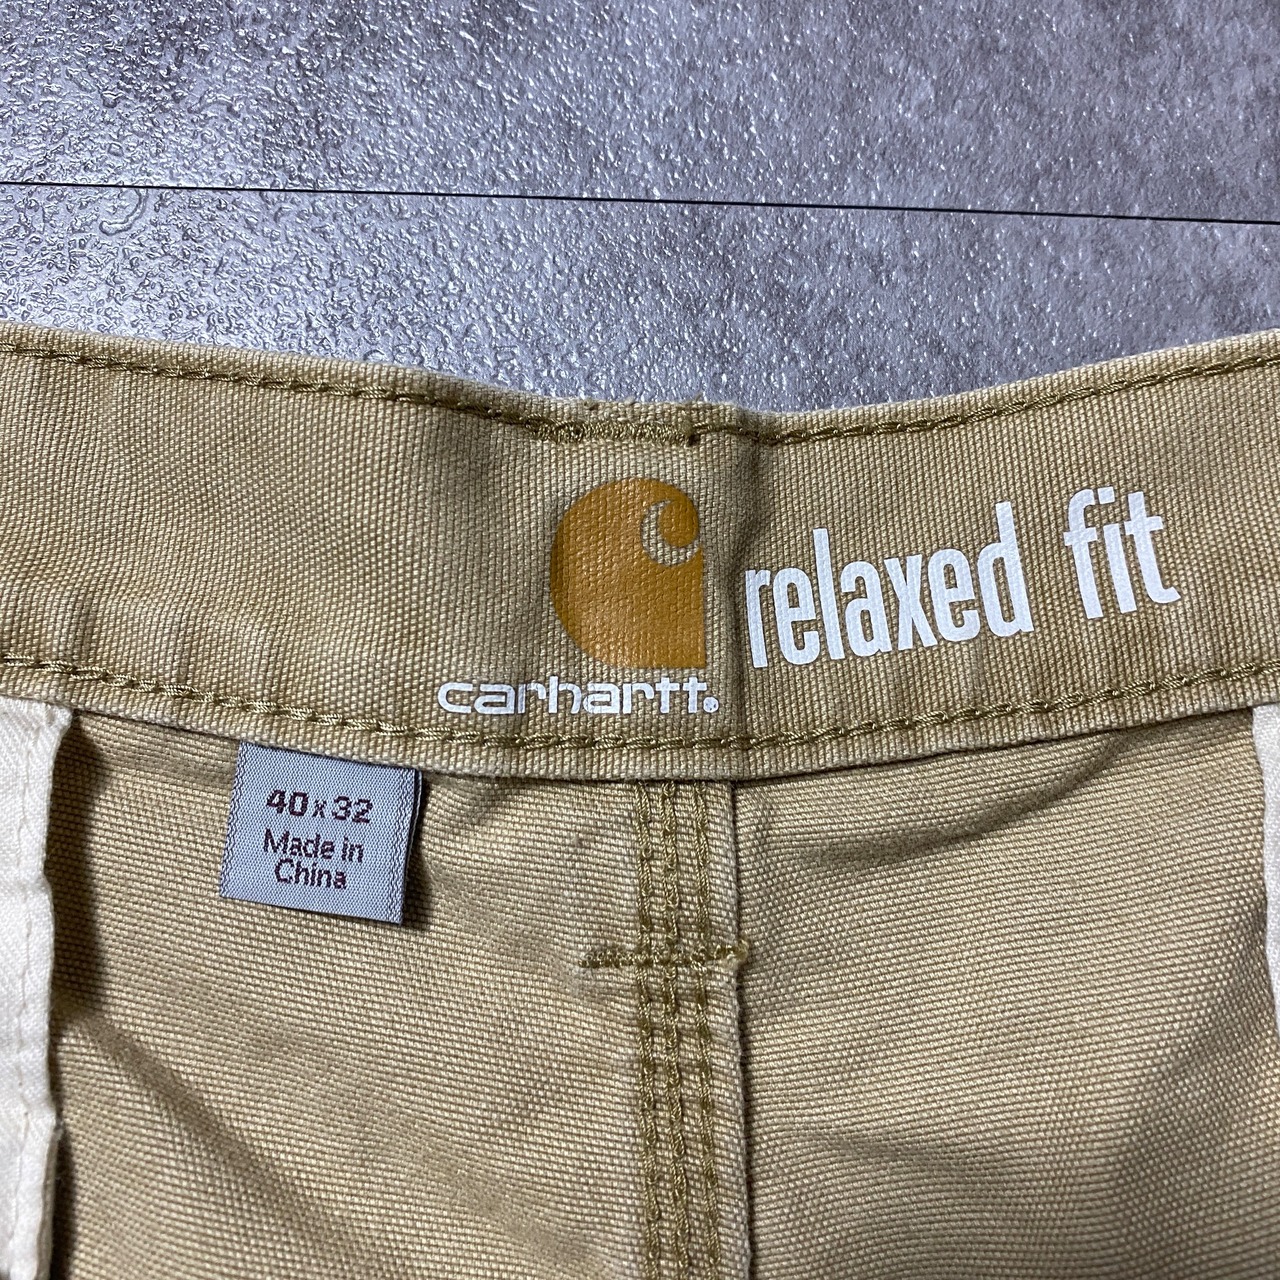 relaxed fit
carhartt.
40 x 32
Made in
China